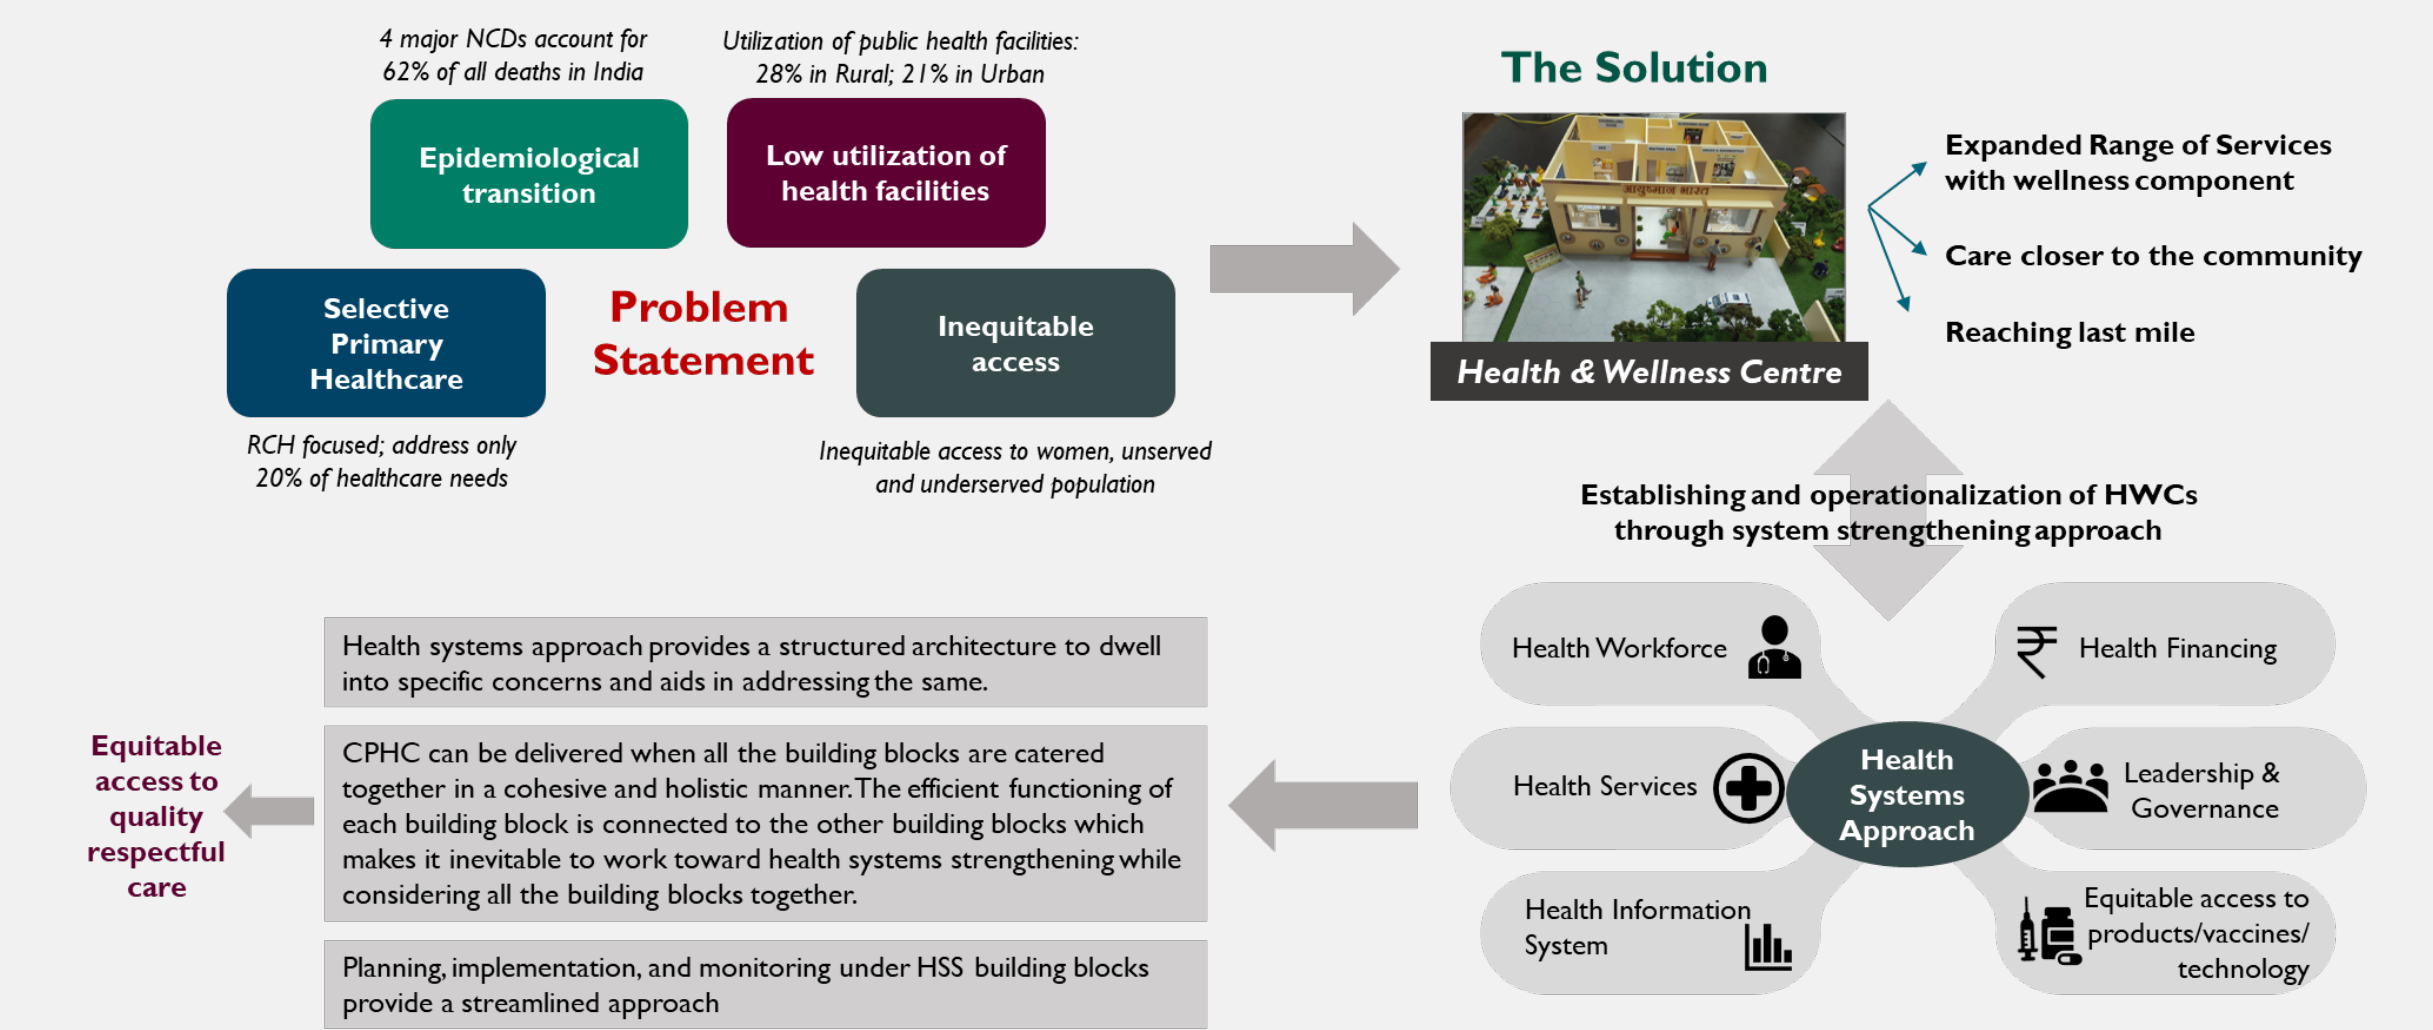 4 major NCDs account for
62% of all deaths in India
Utilization of public health facilities:
28% in Rural; 21% in Urban
Epidemiological
transition
Low utilization of
health facilities
Selective
Primary
Healthcare
Problem
Statement
Inequitable
access
RCH focused; address only
20% of healthcare needs
Inequitable access to women, unserved
and underserved population
The Solution
आयुष्मान भारत
Health & Wellness Centre
Expanded Range of Services
with wellness component
Care closer to the community
Reaching last mile
Establishing and operationalization of HWCs
through system strengthening approach
Health Workforce
Health Financing
Health Services
Health
Systems
Approach
Leadership &
Governance
Health Information
System
Equitable access to
products/vaccines/
technology
Health systems approach provides a structured architecture to dwell
into specific concerns and aids in addressing the same.
CPHC can be delivered when all the building blocks are catered
together in a cohesive and holistic manner. The efficient functioning of
each building block is connected to the other building blocks which
makes it inevitable to work toward health systems strengthening while
considering all the building blocks together.
Planning, implementation, and monitoring under HSS building blocks
provide a streamlined approach
Equitable
access to
quality
respectful
care